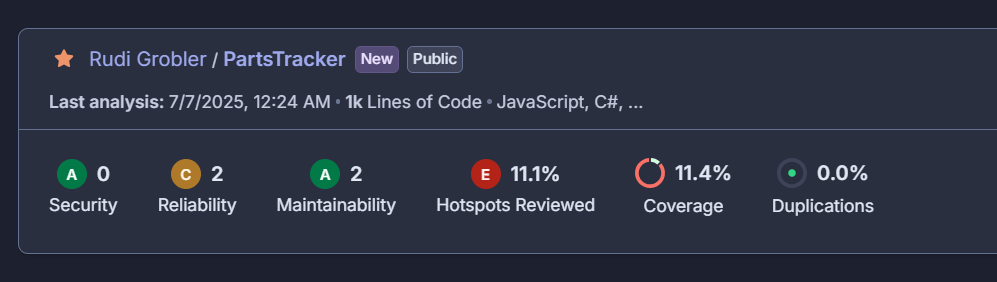 Rudi Grobler / PartsTracker New Public
Last analysis: 7/7/2025, 12:24 AM • 1k Lines of Code • JavaScript, C#, ...
A 0 C 2 A 2 E 11.1% 11.4% 0.0%
Security Reliability Maintainability Hotspots Reviewed Coverage Duplications